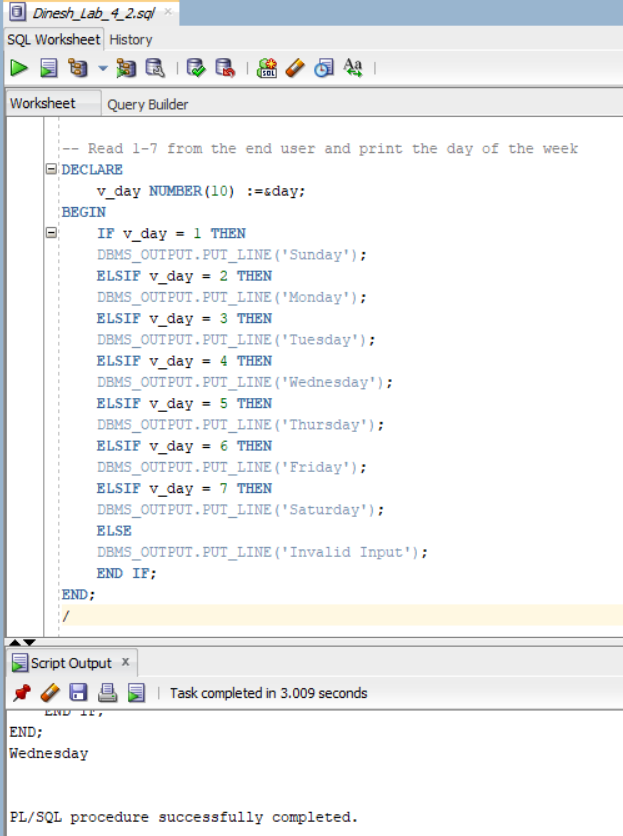 Dinesh_Lab_4_2.sql
SQL Worksheet History
Worksheet Query Builder
-- Read 1-7 from the end user and print the day of the week
DECLARE
v_day NUMBER(10) :=&day;
BEGIN
IF v_day = 1 THEN
DBMS_OUTPUT.PUT_LINE('Sunday');
ELSIF v_day = 2 THEN
DBMS_OUTPUT.PUT_LINE('Monday');
ELSIF v_day = 3 THEN
DBMS_OUTPUT.PUT_LINE('Tuesday');
ELSIF v_day = 4 THEN
DBMS_OUTPUT.PUT_LINE('Wednesday');
ELSIF v_day = 5 THEN
DBMS_OUTPUT.PUT_LINE('Thursday');
ELSIF v_day = 6 THEN
DBMS_OUTPUT.PUT_LINE('Friday');
ELSIF v_day = 7 THEN
DBMS_OUTPUT.PUT_LINE('Saturday');
ELSE
DBMS_OUTPUT.PUT_LINE('Invalid Input');
END IF;
END;
/
Script Output x
Task completed in 3.009 seconds
END IF;
END;
Wednesday
PL/SQL procedure successfully completed.